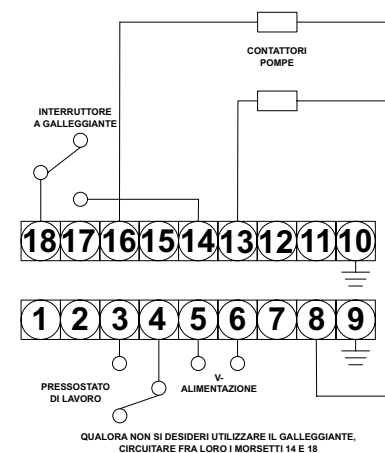 CONTATTORI
POMPE
INTERRUTTORE
A GALLEGGIANTE
18 17 16 15 14 13 12 11 10
1 2 3 4 5 6 7 8 9
PRESSOSTATO
DI LAVORO
V-
ALIMENTAZIONE
QUALORA NON SI DESIDERI UTILIZZARE IL GALLEGGIANTE,
CIRCUITARE FRA LORO I MORSETTI 14 E 18